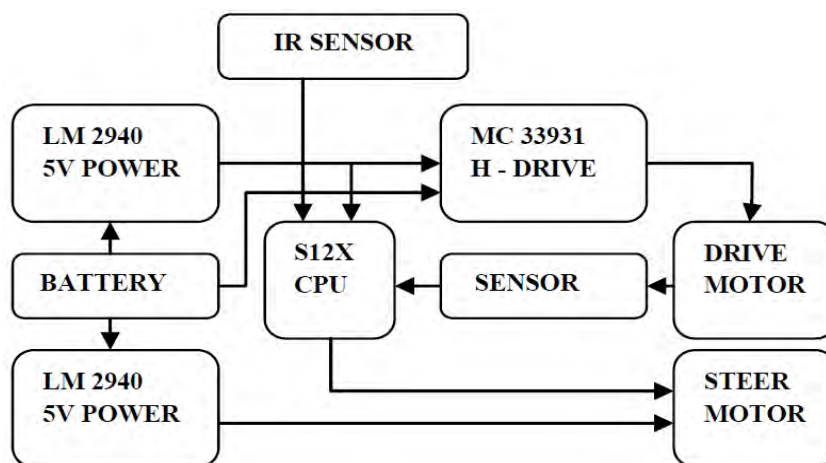 IR SENSOR
LM 2940
5V POWER
MC 33931
H - DRIVE
BATTERY
S12X
CPU
SENSOR
DRIVE
MOTOR
LM 2940
5V POWER
STEER
MOTOR